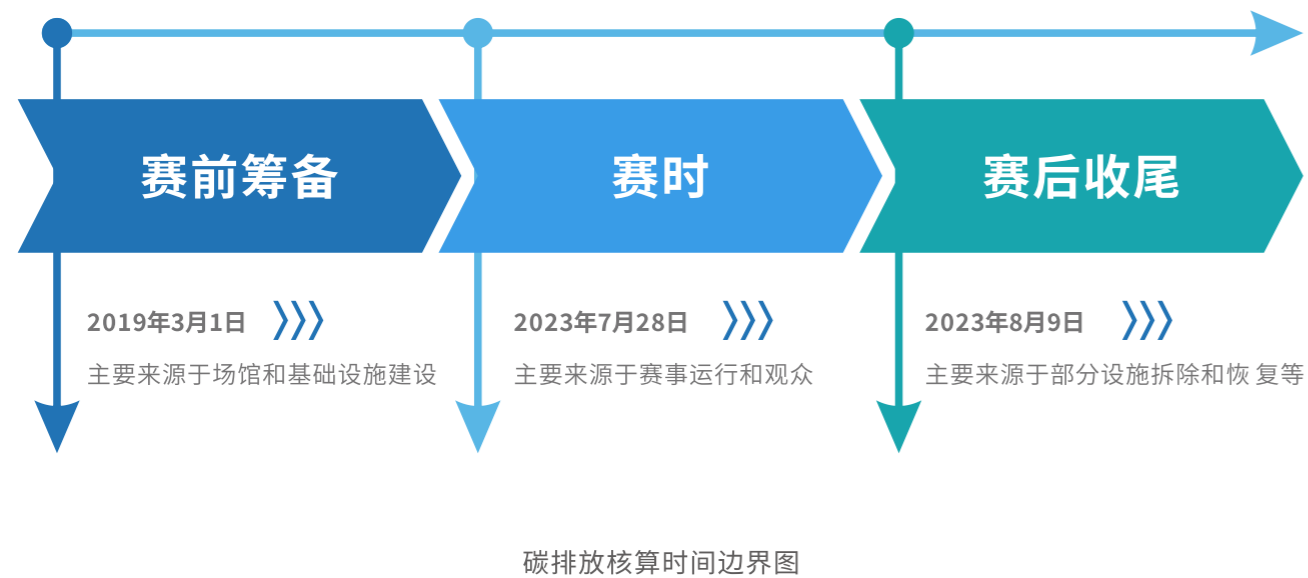 赛前筹备
赛时
赛后收尾
2019年3月1日
2023年7月28日
2023年8月9日
主要来源于场馆和基础设施建设
主要来源于赛事运行和观众
主要来源于部分设施拆除和恢 复等
碳排放核算时间边界图